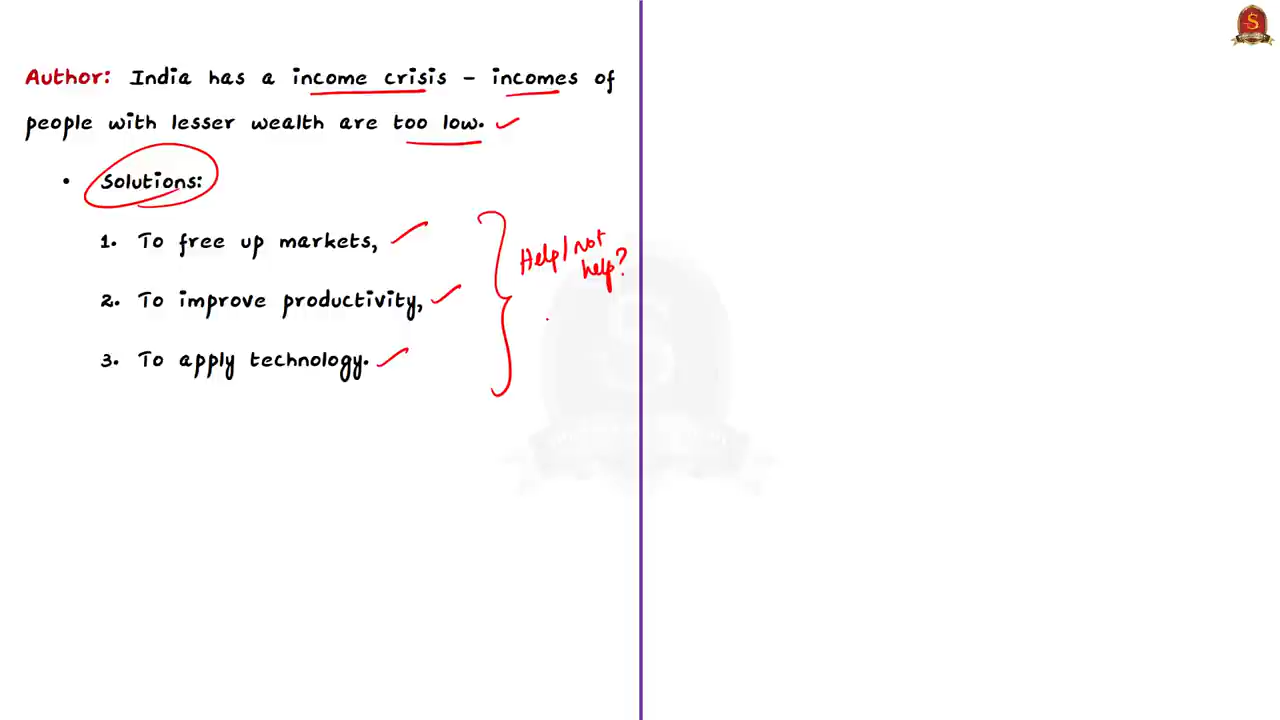 Author: India has a income crisis - incomes of
people with lesser wealth are too low.
• Solutions:
1. To free up markets,
2. To improve productivity,
3. To apply technology.
Help/not
help?